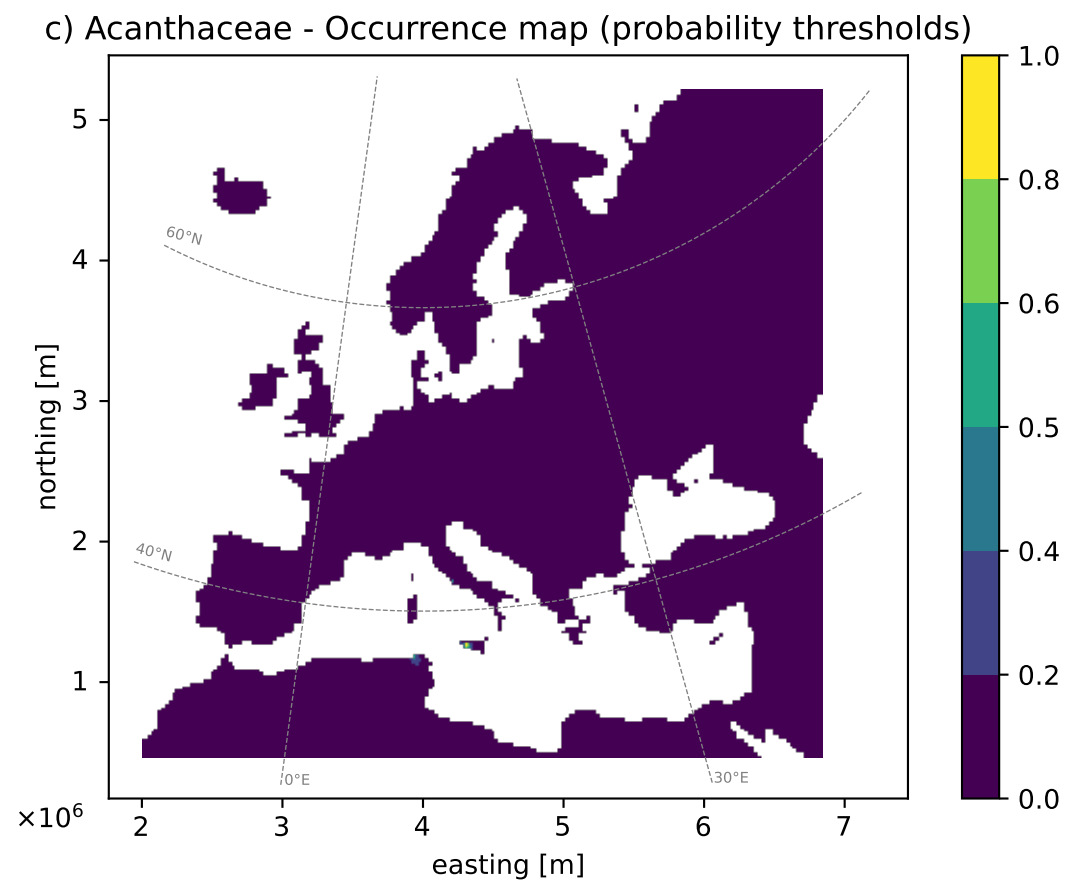 c) Acanthaceae - Occurrence map (probability thresholds)
1.0
0.8
0.6
0.5
0.4
0.2
0.0
northing [m]
5
4
3
2
1
60°N
40°N
0°E
30°E
×10⁶
2 3 4 5 6 7
easting [m]